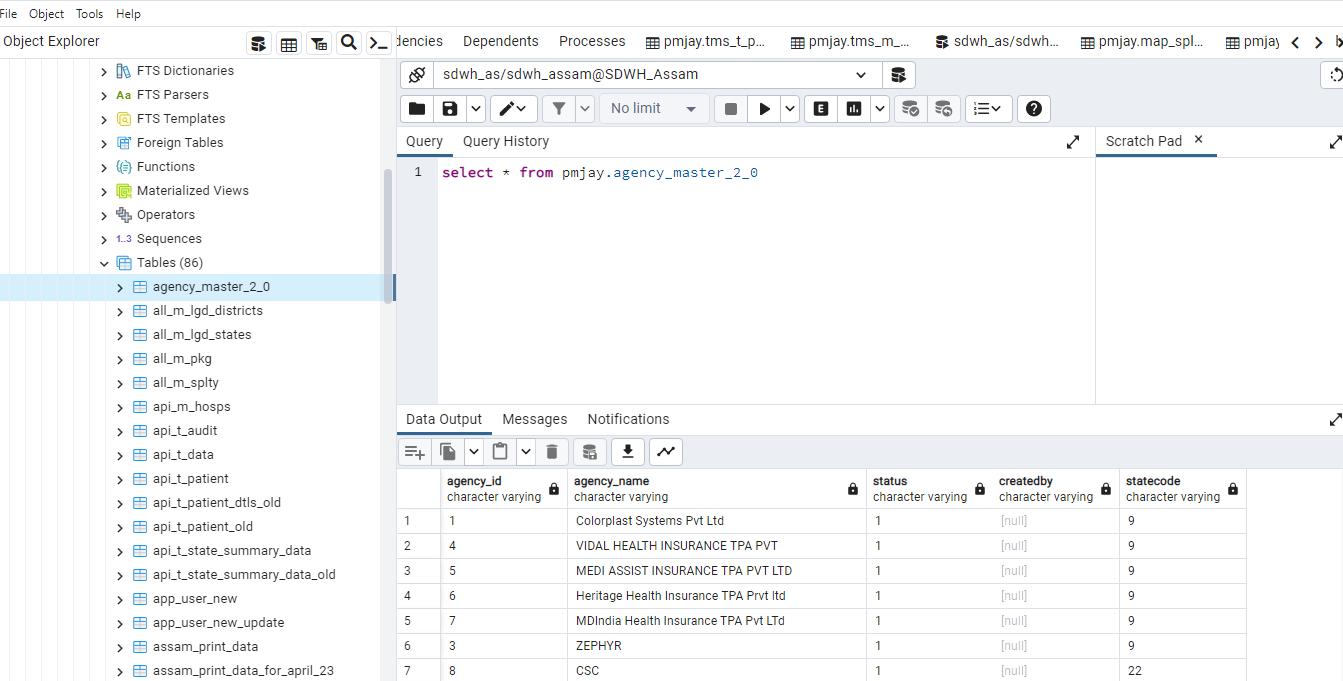 File Object Tools Help
Object Explorer
FTS Dictionaries
Aa FTS Parsers
FTS Templates
Foreign Tables
Functions
Materialized Views
Operators
1..3 Sequences
Tables (86)
agency_master_2_0
all_m_lgd_districts
all_m_lgd_states
all_m_pkg
all_m_splty
api_m_hosps
api_t_audit
api_t_data
api_t_patient
api_t_patient_dtls_old
api_t_patient_old
api_t_state_summary_data
api_t_state_summary_data_old
app_user_new
app_user_new_update
assam_print_data
assam_print_data_for_april_23
dencies Dependents Processes pmjay.tms_t_p... pmjay.tms_m_... sdwh_as/sdwh... pmjay.map_spl... pmjay
sdwh_as/sdwh_assam@SDWH_Assam
No limit E
Query Query History Scratch Pad
1 select * from pmjay.agency_master_2_0
Data Output Messages Notifications
agency_id agency_name status createdby statecode
character varying character varying character varying character varying character varying
1 1 Colorplast Systems Pvt Ltd 1 [null] 9
2 4 VIDAL HEALTH INSURANCE TPA PVT 1 [null] 9
3 5 MEDI ASSIST INSURANCE TPA PVT LTD 1 [null] 9
4 6 Heritage Health Insurance TPA Prvt ltd 1 [null] 9
5 7 MDIndia Health Insurance TPA Pvt LTd 1 [null] 9
6 3 ZEPHYR 1 [null] 9
7 8 CSC 1 [null] 22